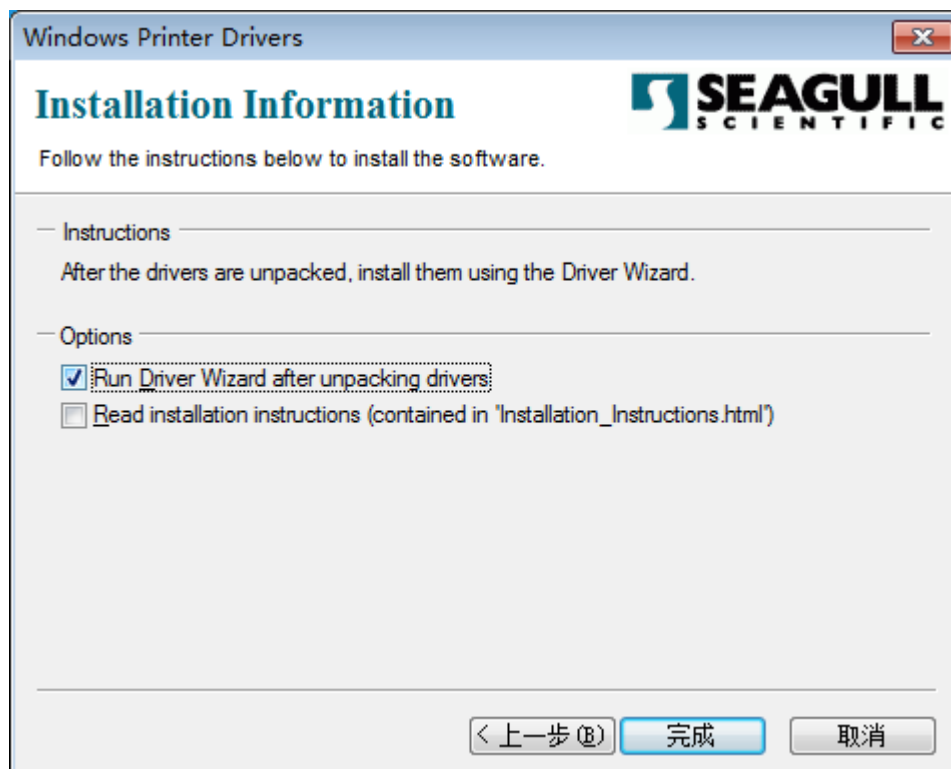 Windows Printer Drivers
Installation Information
SEAGULL
SCIENTIFIC
Follow the instructions below to install the software.
Instructions
After the drivers are unpacked, install them using the Driver Wizard.
Options
Run Driver Wizard after unpacking drivers
Read installation instructions (contained in 'Installation_Instructions.html')
< 上一步(B) 完成 取消